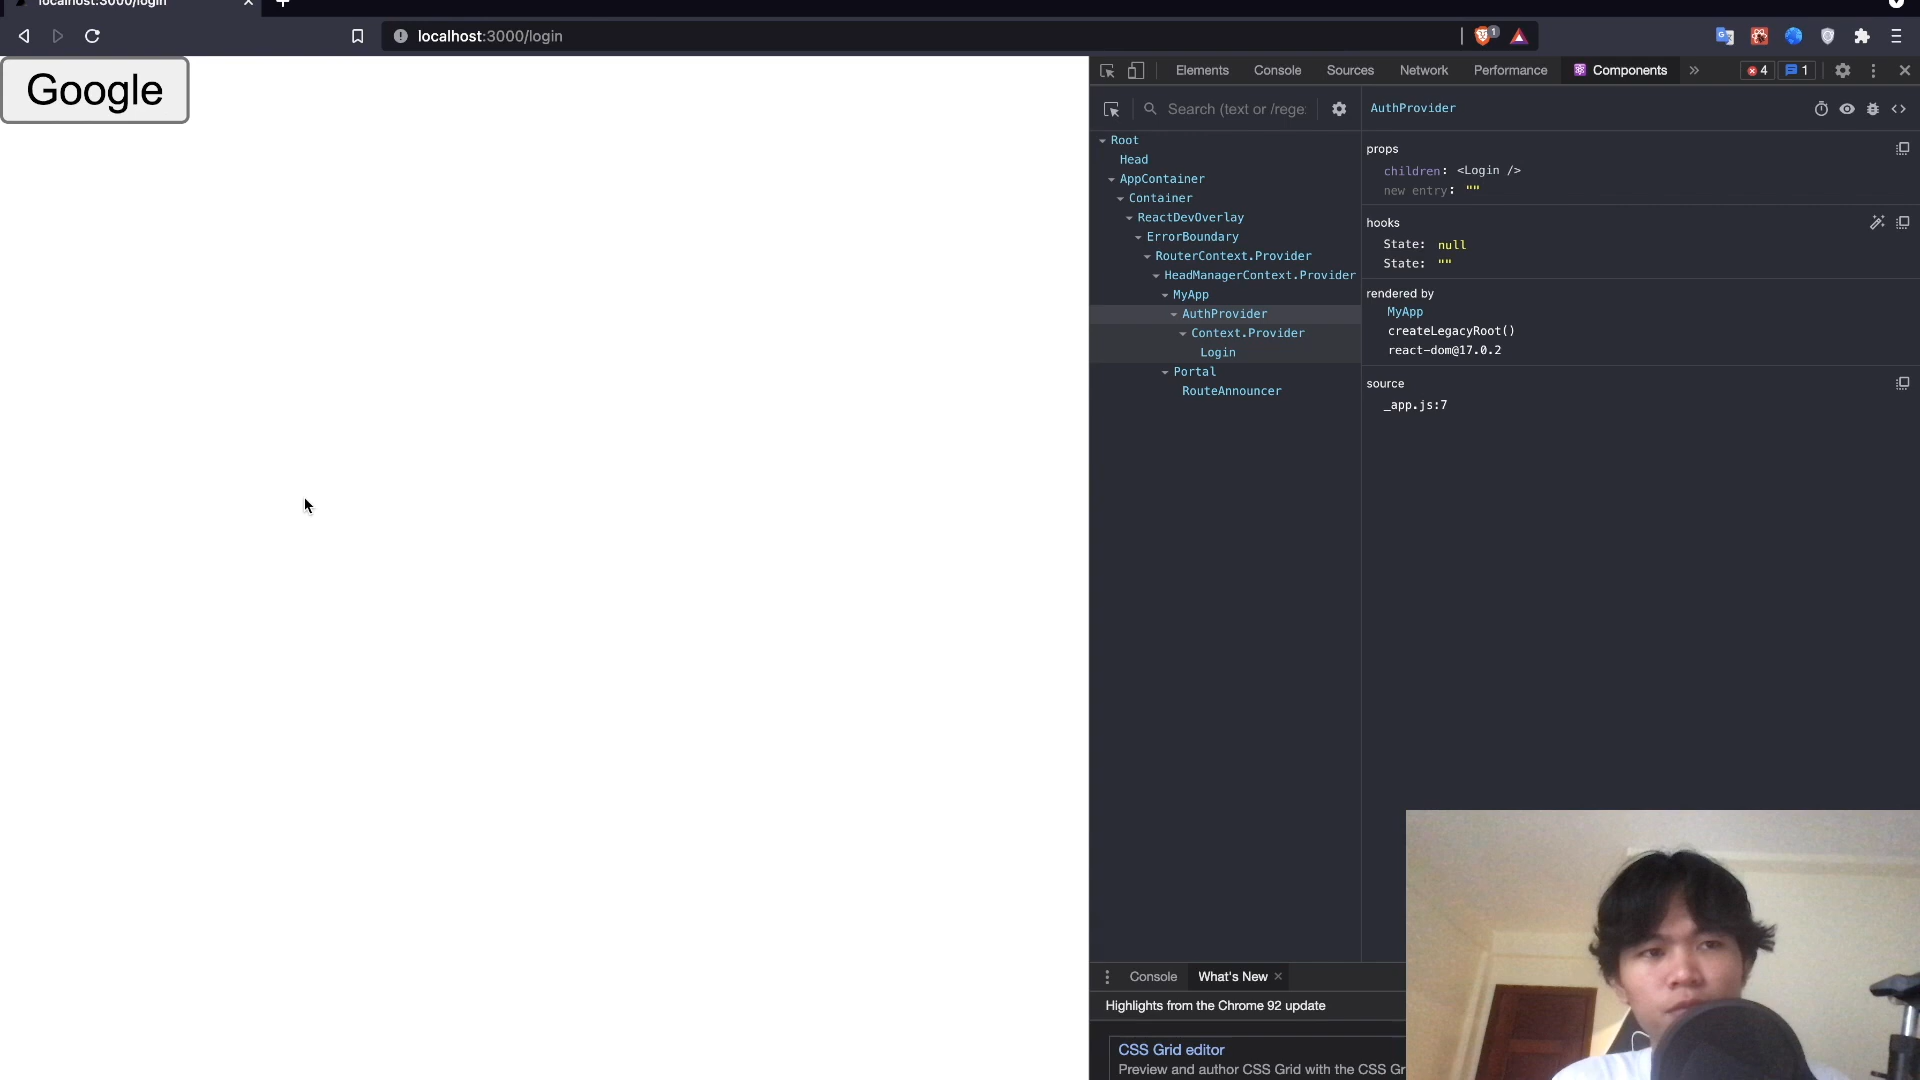 localhost:3000/login
localhost:3000/login
1
Google
Elements Console Sources Network Performance Components » 4 1
Search (text or /rege
Root
Head
AppContainer
Container
ReactDevOverlay
ErrorBoundary
RouterContext.Provider
HeadManagerContext.Provider
MyApp
AuthProvider
Context.Provider
Login
Portal
RouteAnnouncer
AuthProvider
props
children: <Login />
new entry: ""
hooks
State: null
State: ""
rendered by
MyApp
createLegacyRoot()
react-dom@17.0.2
source
_app.js:7
Console What's New
Highlights from the Chrome 92 update
CSS Grid editor
Preview and author CSS Grid with the CSS Gr